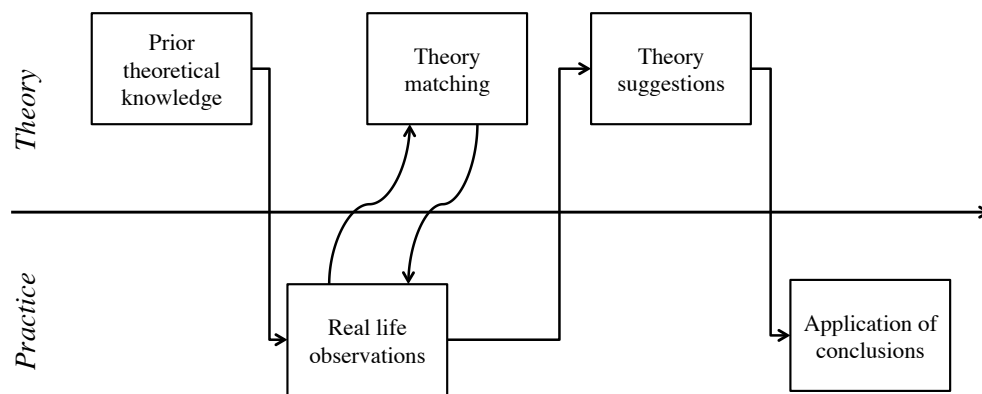 Theory
Prior
theoretical
knowledge
Theory
matching
Theory
suggestions
Practice
Real life
observations
Application of
conclusions